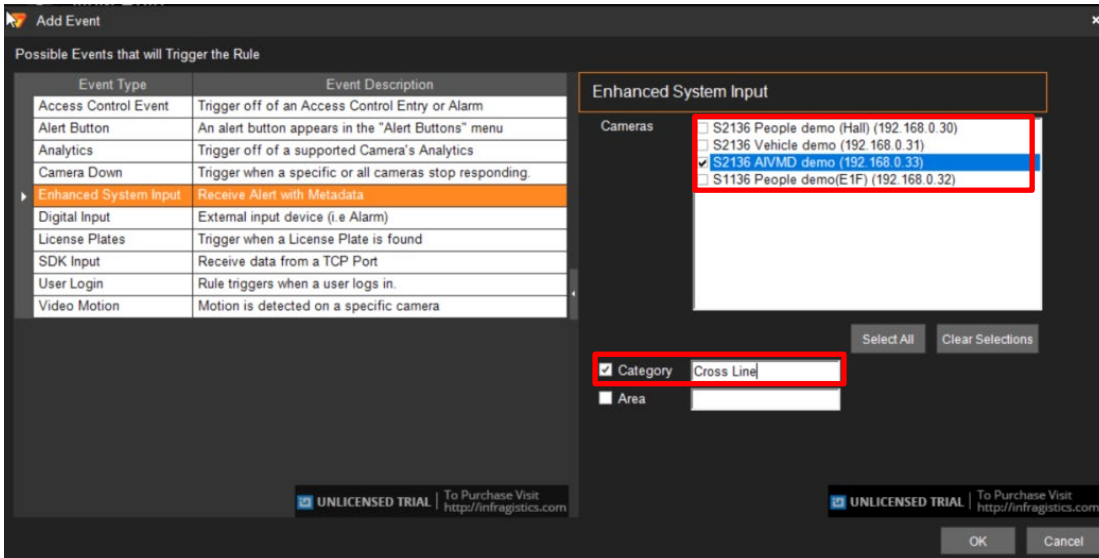 Add Event
Possible Events that will Trigger the Rule
Event Type Event Description
Access Control Event Trigger off of an Access Control Entry or Alarm
Alert Button An alert button appears in the "Alert Buttons" menu
Analytics Trigger off of a supported Camera's Analytics
Camera Down Trigger when a specific or all cameras stop responding.
Enhanced System Input Receive Alert with Metadata
Digital Input External input device (i.e Alarm)
License Plates Trigger when a License Plate is found
SDK Input Receive data from a TCP Port
User Login Rule triggers when a user logs in.
Video Motion Motion is detected on a specific camera
Enhanced System Input
Cameras
S2136 People demo (Hall) (192.168.0.30)
S2136 Vehicle demo (192.168.0.31)
S2136 AIVMD demo (192.168.0.33)
S1136 People demo(E1F) (192.168.0.32)
Select All Clear Selections
Category Cross Line
Area
UNLICENSED TRIAL To Purchase Visit
http://infragistics.com
UNLICENSED TRIAL To Purchase Visit
http://infragistics.com
OK Cancel